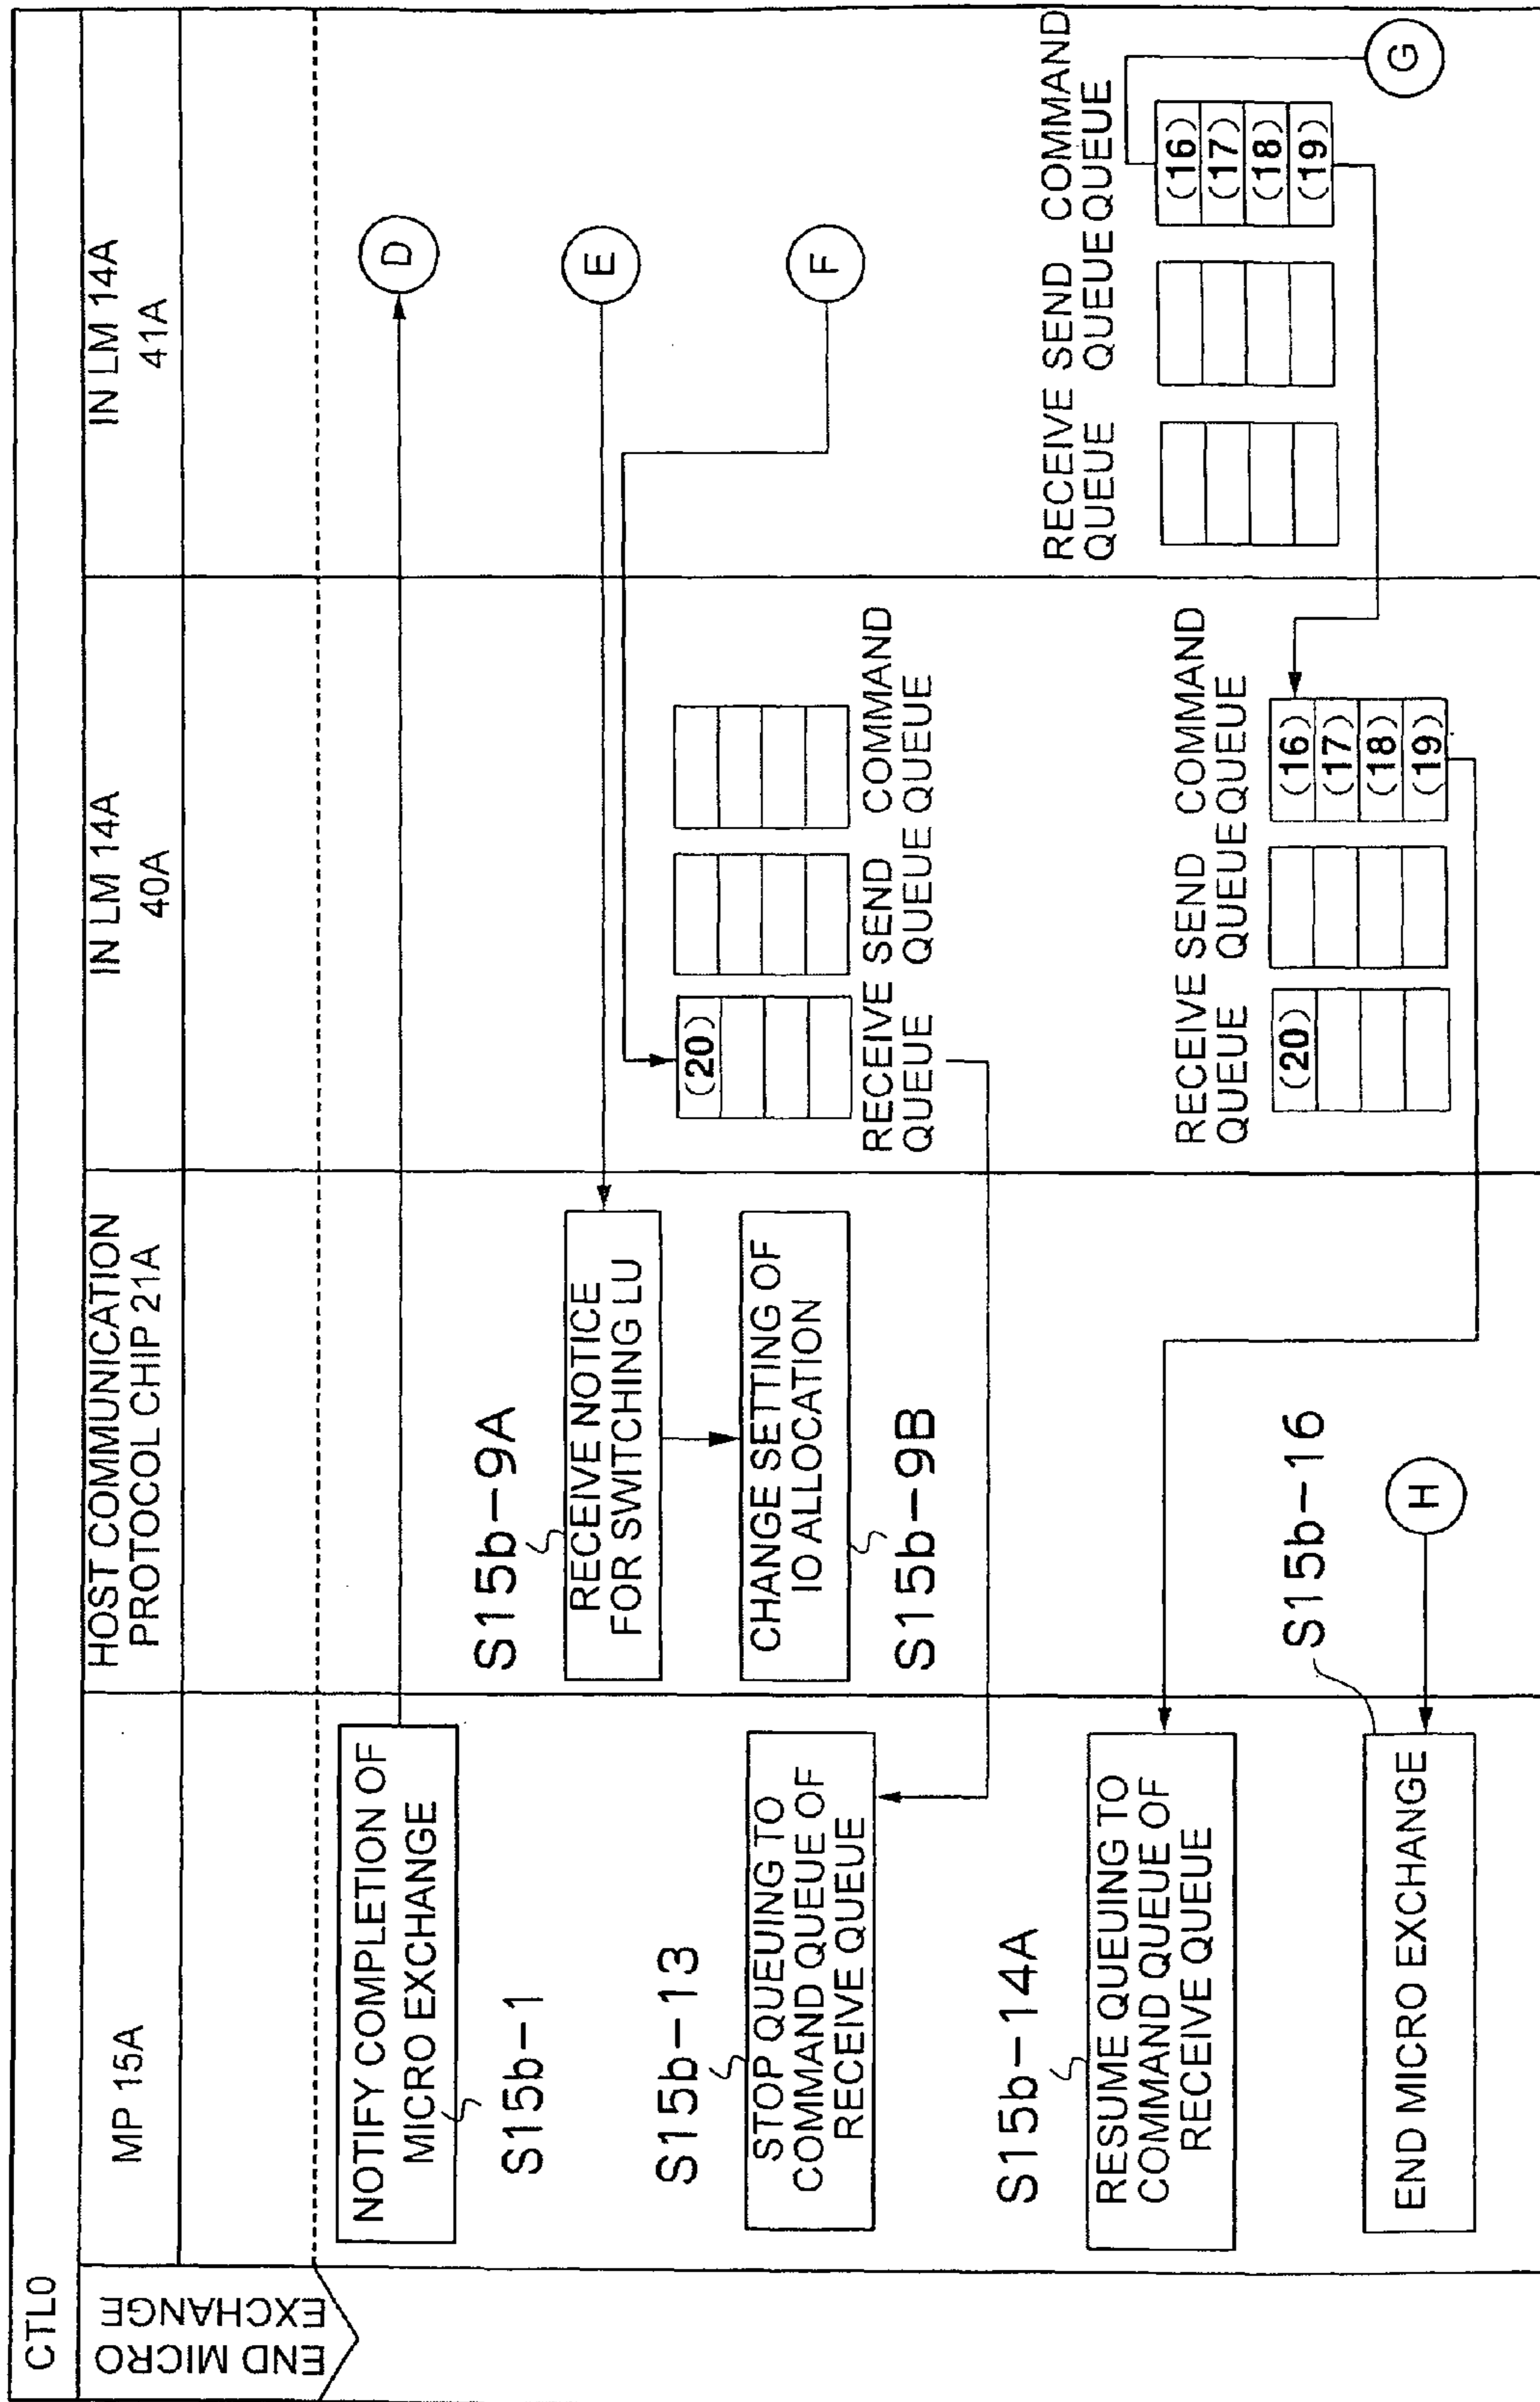 CTL0
END MICRO
EXCHANGE
MP 15A
HOST COMMUNICATION
PROTOCOL CHIP 21A
IN LM 14A
40A
IN LM 14A
41A
NOTIFY COMPLETION OF
MICRO EXCHANGE
S15b-1
D
S15b-9A
RECEIVE NOTICE
FOR SWITCHING LU
E
CHANGE SETTING OF
IO ALLOCATION
S15b-9B
F
(20)
RECEIVE SEND COMMAND
QUEUE QUEUE QUEUE
S15b-13
STOP QUEUING TO
COMMAND QUEUE OF
RECEIVE QUEUE
RECEIVE SEND COMMAND
QUEUE QUEUE QUEUE
(16)
(17)
(18)
(19)
G
S15b-14A
RESUME QUEUING TO
COMMAND QUEUE OF
RECEIVE QUEUE
RECEIVE SEND COMMAND
QUEUE QUEUE QUEUE
(20)
(16)
(17)
(18)
(19)
S15b-16
H
END MICRO EXCHANGE